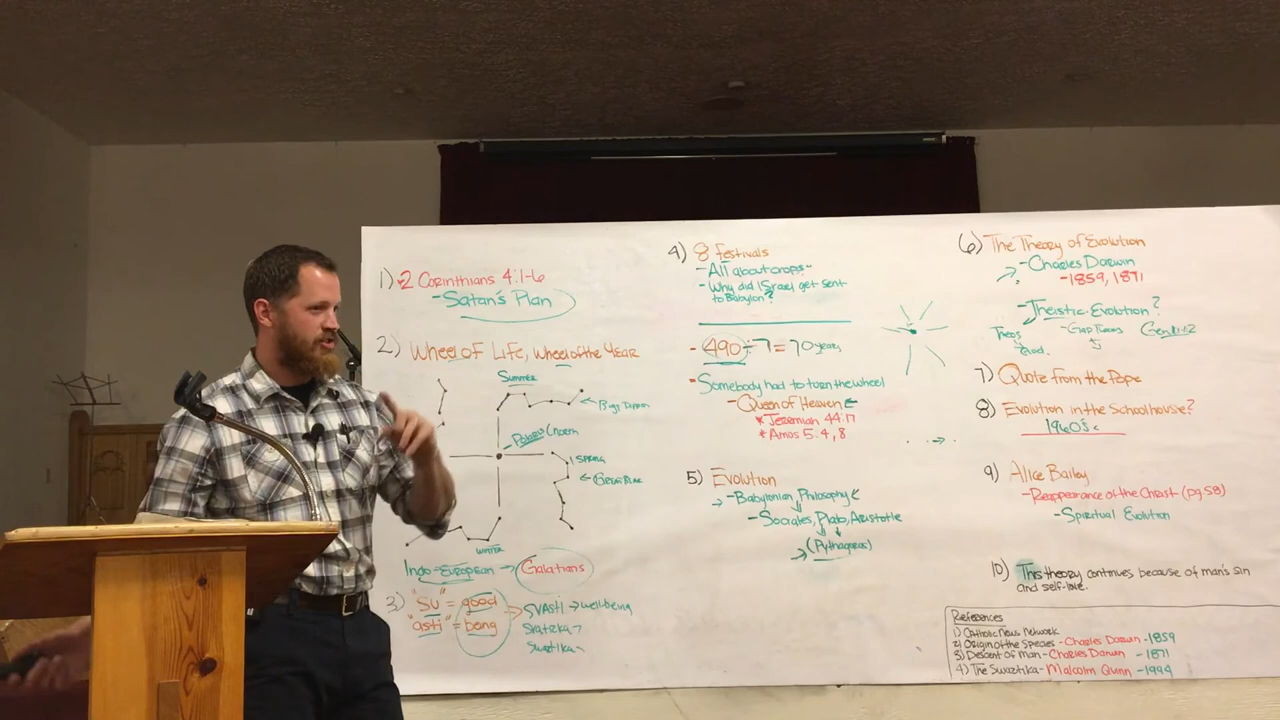 1) 2 Corinthians 4:1-6
- Satan's Plan
2) Wheel of Life, Wheel of the Year
Summer
Polaris (north
Spring
← Great Bear
Winter
Indo-European → Galatians
3) "Su" = good
"asti" = being
→ SVASTI → well-being
Svastika →
Swastika
4) 8 festivals
- All about crops
- Why did ISrael get sent
to Babylon?
- 490 ÷ 7 = 70 years
Somebody had to turn the wheel
- Queen of Heaven ←
* Jeremiah 44:17
* Amos 5:4,8
5) Evolution
→ - Babylonian Philosophy ←
- Socrates, Plato, Aristotle
→ (Pythagoras)
6) The Theory of Evolution
- Charles Darwin
- 1859, 1871
- Theistic-Evolution?
Theos
God
- Gap Theory
Gen 1:1-2
7) Quote from the Pope
8) Evolution in the Schoolhouse?
1960's
9) Alice Bailey
- Reappearance of the Christ (pg 58)
- Spiritual Evolution
10) This theory continues because of man's sin
and self-love.
References
1) Catholic News Network
2) Origin of the Species - Charles Darwin - 1859
3) Descent of Man - Charles Darwin - 1871
4) The Swastika - Malcolm Quinn - 1994